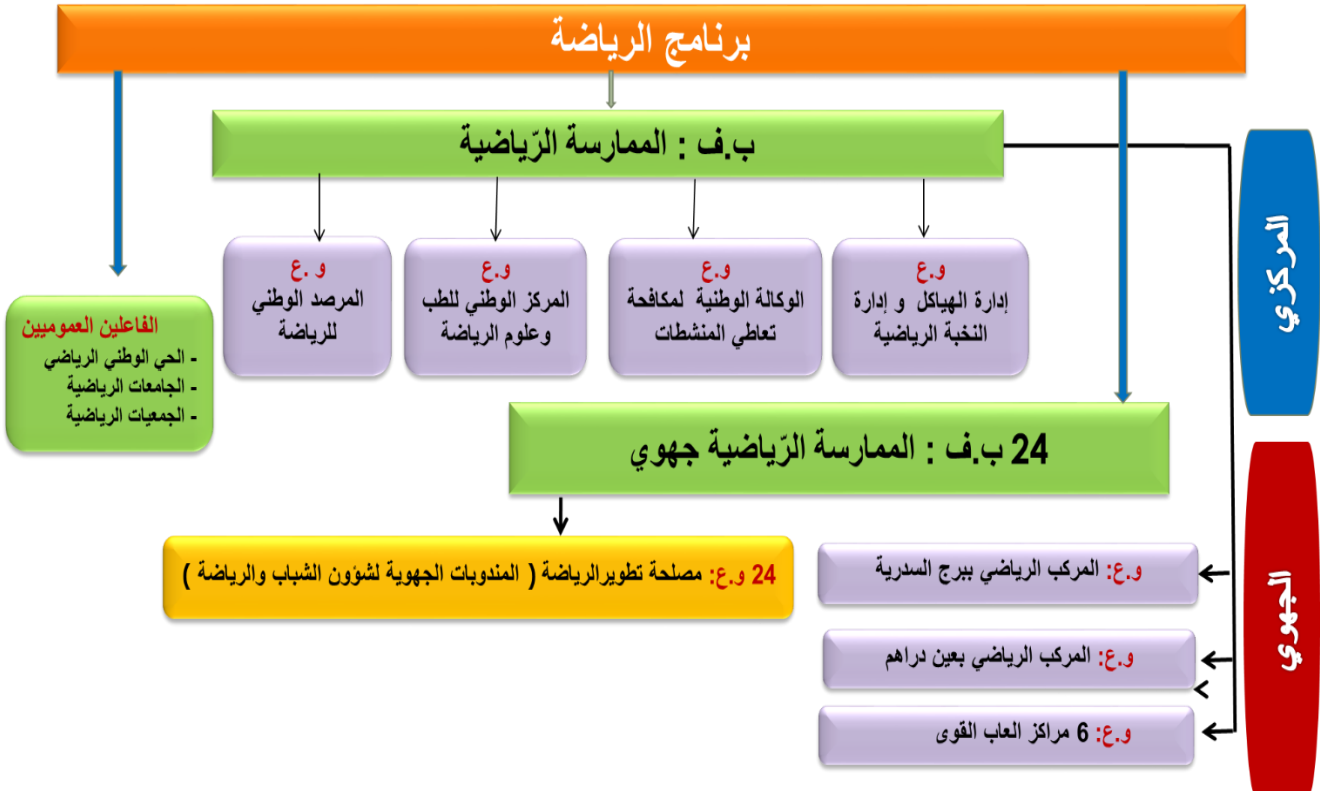 برنامج الرياضة
ب.ف : الممارسة الرّياضية
المركزي
و.ع
إدارة الهياكل و إدارة
النخبة الرياضية
و.ع
الوكالة الوطنية لمكافحة
تعاطي المنشطات
و.ع
المركز الوطني للطب
وعلوم الرياضة
و.ع
المرصد الوطني
للرياضة
الفاعلين العموميين
- الحي الوطني الرياضي
- الجامعات الرياضية
- الجمعيات الرياضية
24 ب.ف : الممارسة الرّياضية جهوي
الجهوي
و.ع: المركب الرياضي ببرج السدرية
24 و.ع: مصلحة تطويرالرياضة ( المندوبات الجهوية لشؤون الشباب والرياضة )
و.ع: المركب الرياضي بعين دراهم
و.ع: 6 مراكز العاب القوى